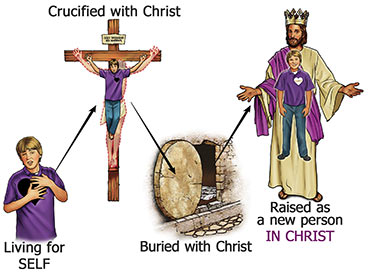 Crucified with Christ
Living for
SELF
Buried with Christ
Raised as
a new person
IN CHRIST